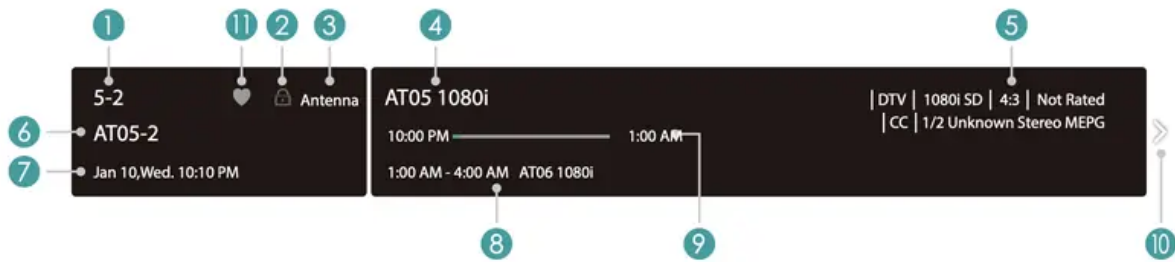 1 11 2 3 4 5
5-2 Antenna
AT05 1080i
| DTV | 1080i SD | 4:3 | Not Rated
| CC | 1/2 Unknown Stereo MEPG
6 AT05-2
10:00 PM 1:00 AM
7 Jan 10,Wed. 10:10 PM
1:00 AM - 4:00 AM AT06 1080i
8 9 10